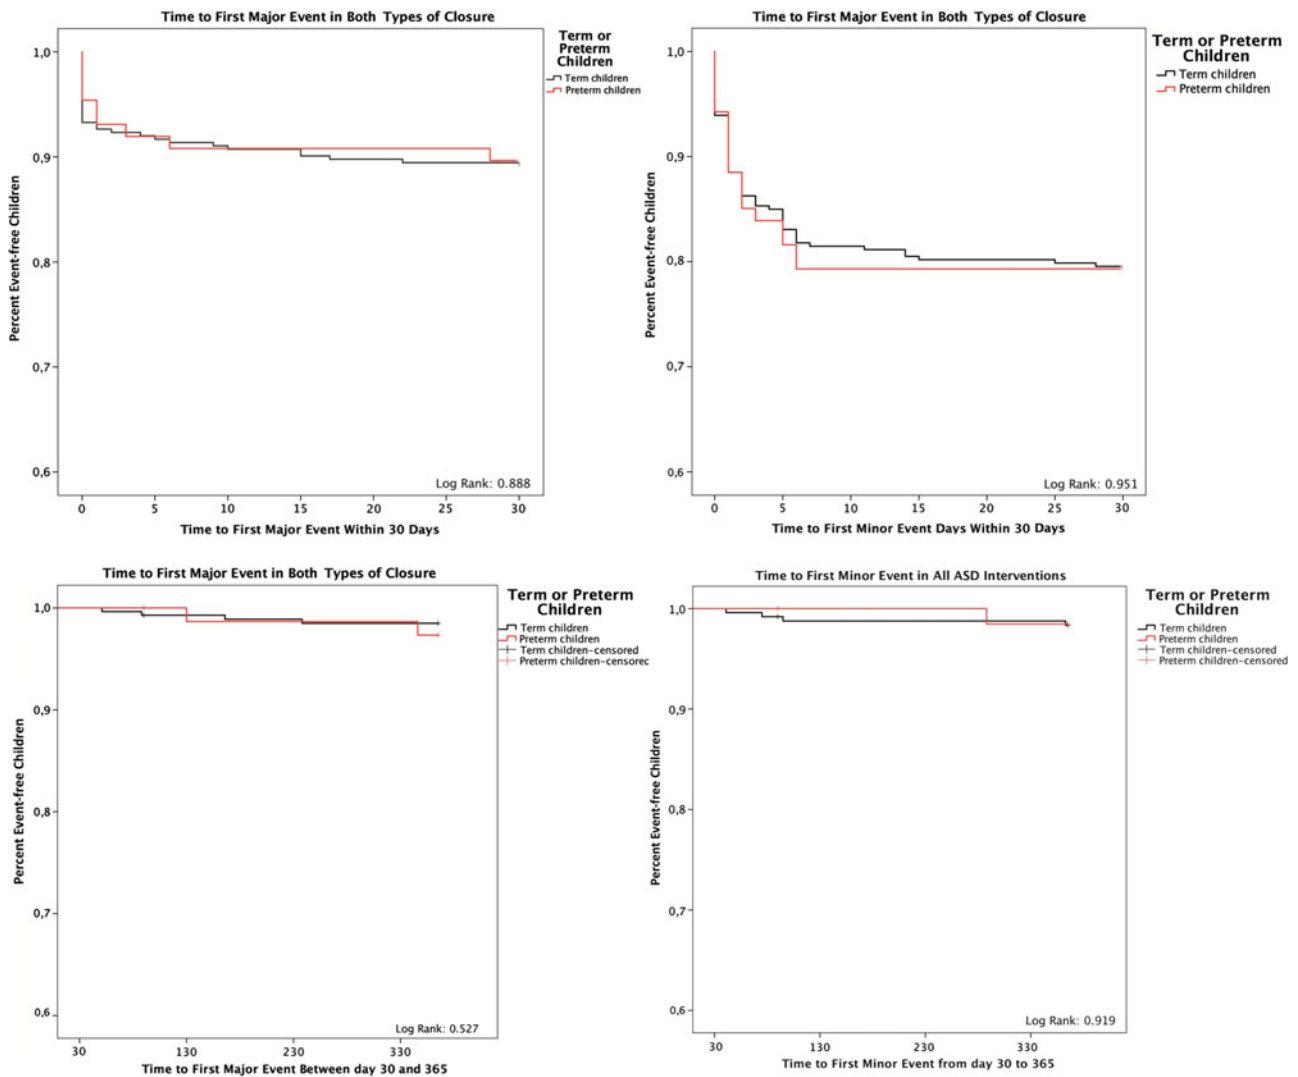 Time to First Major Event in Both Types of Closure
Term or
Preterm
Children
Term children
Preterm children
Percent Event-free Children
1,0
0,9
0,8
0,7
0,6
Log Rank: 0.888
0 5 10 15 20 25 30
Time to First Major Event Within 30 Days
Time to First Major Event in Both Types of Closure
Term or Preterm
Children
Term children
Preterm children
Percent Event-free Children
1,0
0,9
0,8
0,7
0,6
Log Rank: 0.951
0 5 10 15 20 25 30
Time to First Minor Event Days Within 30 Days
Time to First Major Event in Both Types of Closure
Term or Preterm
Children
Term children
Preterm children
Term children-censored
Preterm children-censorec
Percent Event-free Children
1,0
0,9
0,8
0,7
0,6
Log Rank: 0.527
30 130 230 330
Time to First Major Event Between day 30 and 365
Time to First Minor Event in All ASD Interventions
Term or Preterm
Children
Term children
Preterm children
Term children-censored
Preterm children-censored
Percent Event-free Children
1,0
0,9
0,8
0,7
0,6
Log Rank: 0.919
30 130 230 330
Time to First Minor Event from day 30 to 365